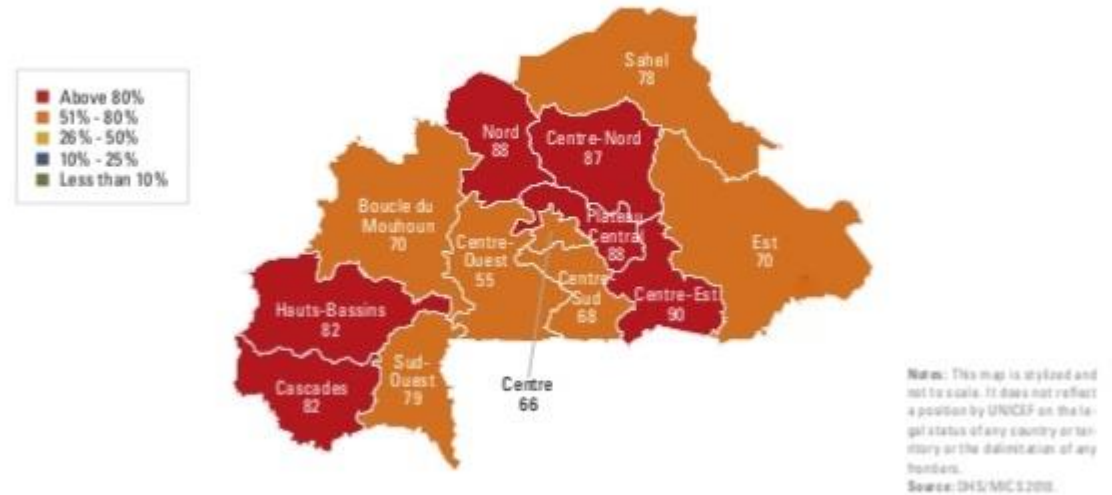 Above 80%
51% - 80%
26% - 50%
10% - 25%
Less than 10%
Sahel
78
Nord
88
Centre-Nord
87
Boucle du
Mouhoun
70
Centre-
Ouest
55
Plateau
Central
88
Est
70
Centre-
Sud
68
Centre-Est
90
Hauts-Bassins
82
Cascades
82
Sud-
Ouest
79
Centre
66
Notes: This map is stylized and
not to scale. It does not reflect
a position by UNICEF on the le-
gal status of any country or ter-
ritory or the delimitation of any
frontiers.
Source: DHS/MICS 2010.